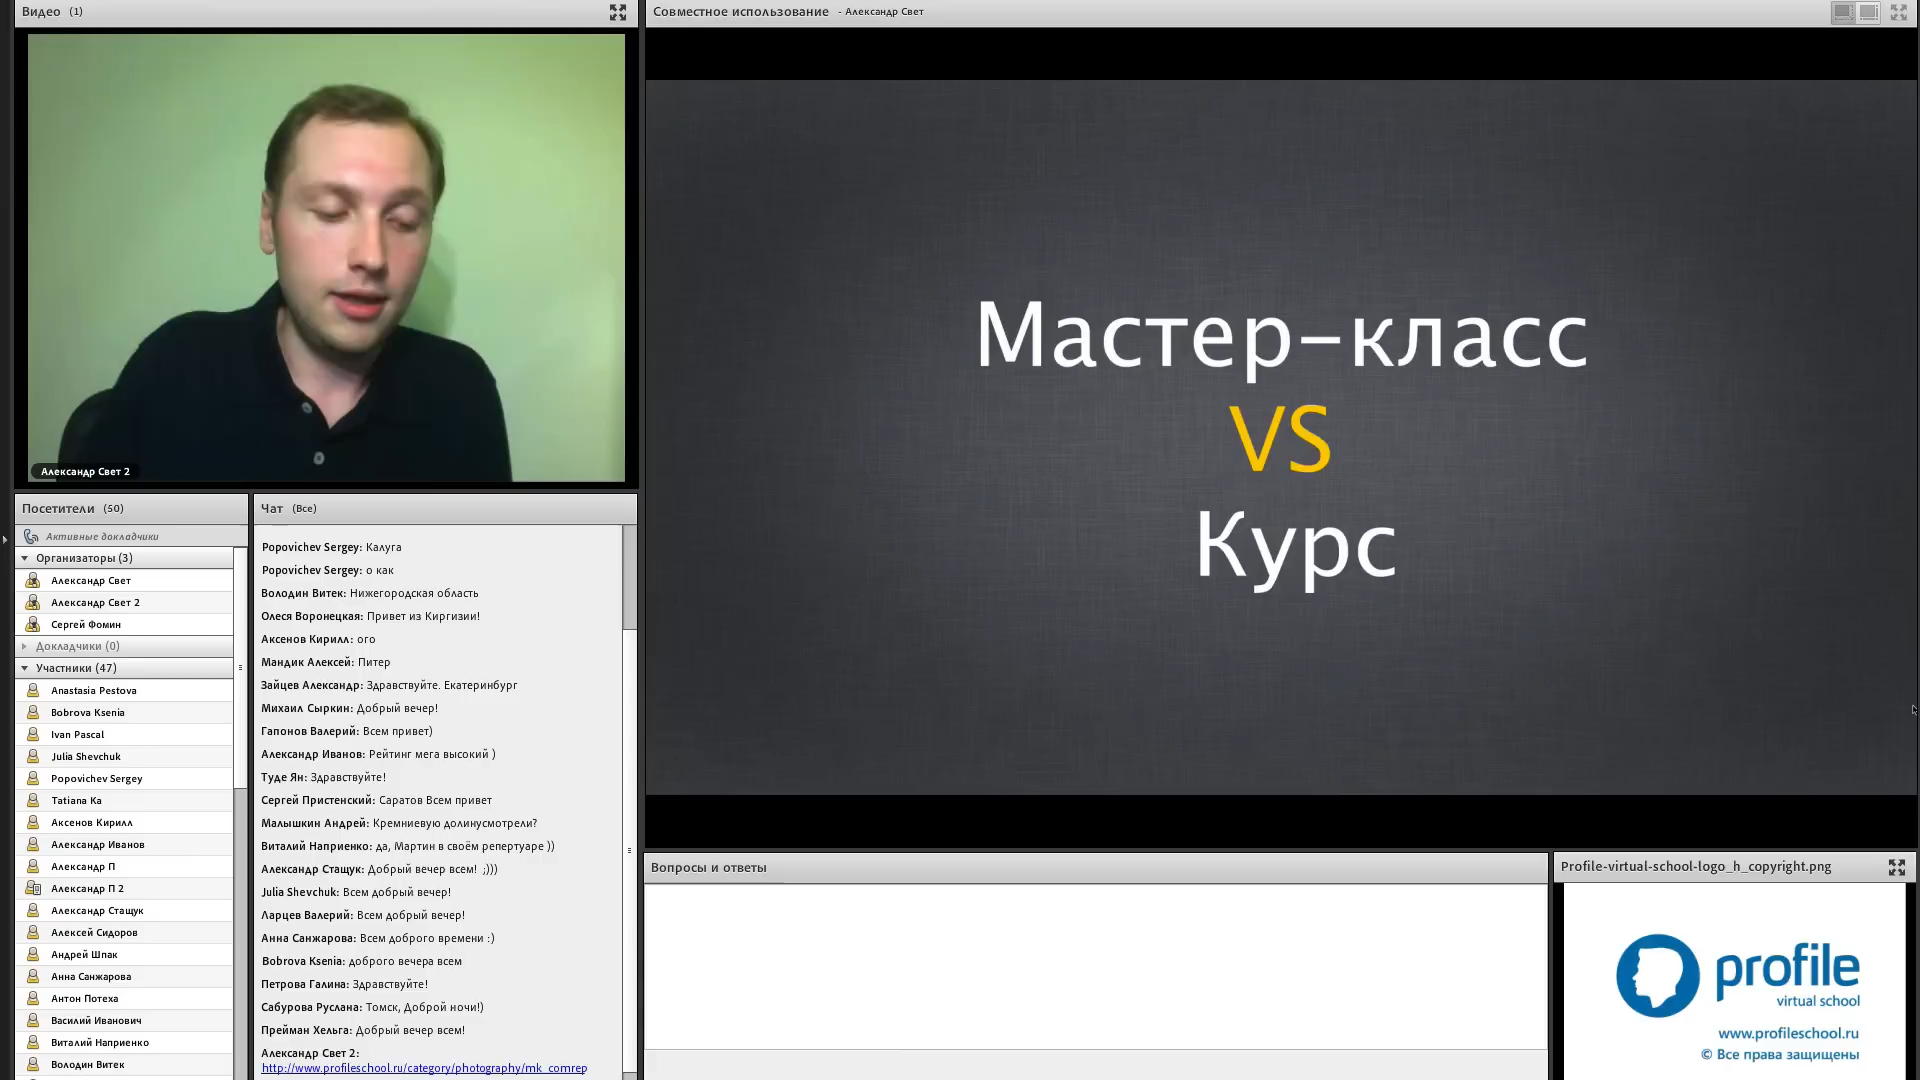 Видео (1)
Александр Свет 2
Совместное использование - Александр Свет
Мастер-класс
VS
Курс
Посетители (50)
Активные докладчики
Организаторы (3)
Александр Свет
Александр Свет 2
Сергей Фомин
Докладчики (0)
Участники (47)
Anastasia Pestova
Bobrova Ksenia
Ivan Pascal
Julia Shevchuk
Popovichev Sergey
Tatiana Ka
Аксенов Кирилл
Александр Иванов
Александр П
Александр П 2
Александр Стащук
Алексей Сидоров
Андрей Шпак
Анна Санжарова
Антон Потеха
Василий Иванович
Виталий Наприенко
Володин Витек
Чат (Все)
Popovichev Sergey: Калуга
Popovichev Sergey: о как
Володин Витек: Нижегородская область
Олеся Воронецкая: Привет из Киргизии!
Аксенов Кирилл: ого
Мандик Алексей: Питер
Зайцев Александр: Здравствуйте. Екатеринбург
Михаил Сыркин: Добрый вечер!
Гапонов Валерий: Всем привет)
Александр Иванов: Рейтинг мега высокий )
Туде Ян: Здравствуйте!
Сергей Пристенский: Саратов Всем привет
Малышкин Андрей: Кремниевую долинусмотрели?
Виталий Наприенко: да, Мартин в своём репертуаре ))
Александр Стащук: Добрый вечер всем! ;)))
Julia Shevchuk: Всем добрый вечер!
Ларцев Валерий: Всем добрый вечер!
Анна Санжарова: Всем доброго времени :)
Bobrova Ksenia: доброго вечера всем
Петрова Галина: Здравствуйте!
Сабурова Руслана: Томск, Доброй ночи!)
Прейман Хельга: Добрый вечер всем!
Александр Свет 2:
http://www.profileschool.ru/category/photography/mk_comrep
Вопросы и ответы
Profile-virtual-school-logo_h_copyright.png
profile
virtual school
www.profileschool.ru
© Все права защищены